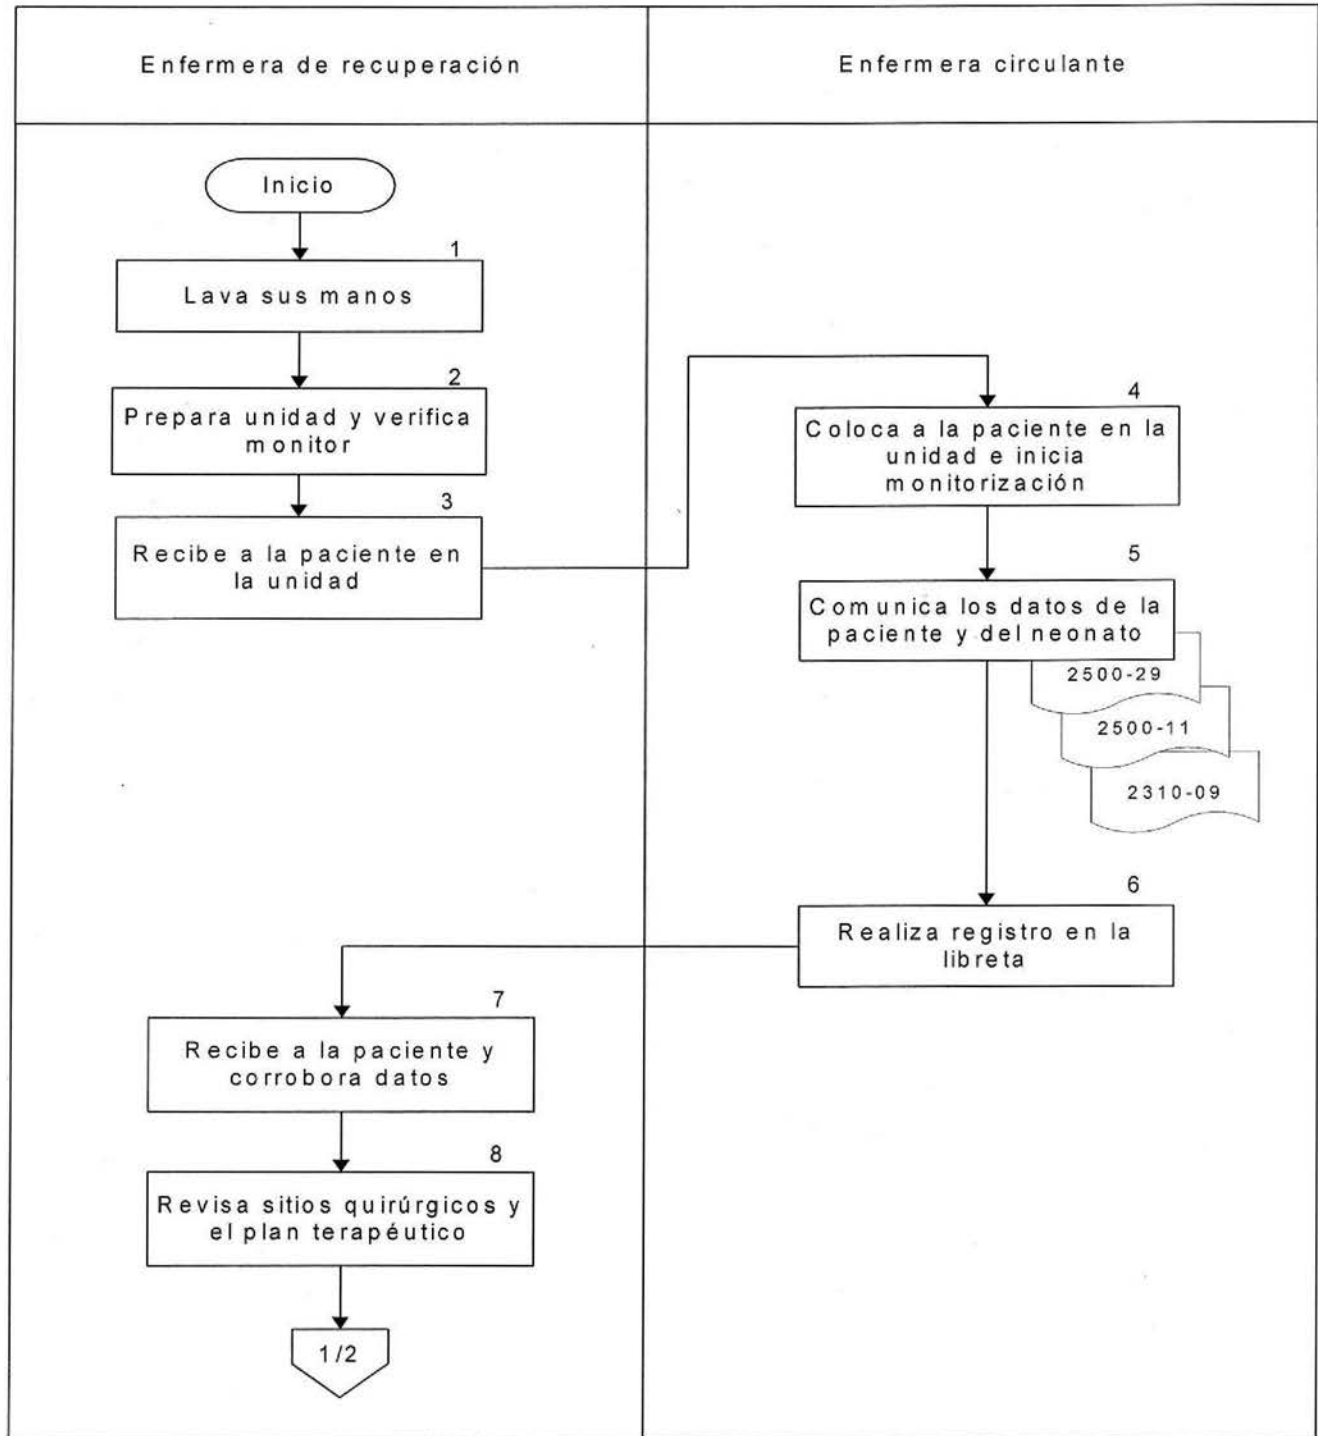 Enfermera de recuperación
Enfermera circulante
Inicio
1
Lava sus manos
2
Prepara unidad y verifica
monitor
3
Recibe a la paciente en
la unidad
4
Coloca a la paciente en la
unidad e inicia
monitorización
5
Comunica los datos de la
paciente y del neonato
2500-29
2500-11
2310-09
6
Realiza registro en la
libreta
7
Recibe a la paciente y
corrobora datos
8
Revisa sitios quirúrgicos y
el plan terapéutico
1/2